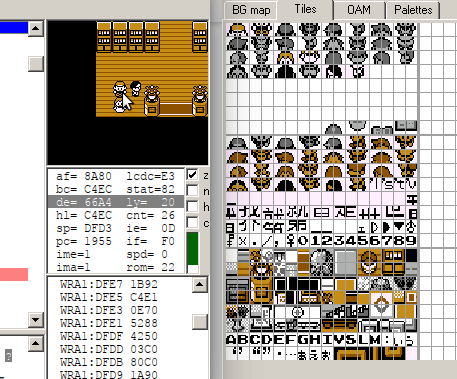 BG map Tiles OAM Palettes
af= 8A80 lcdc=E3 z
bc= C4EC stat=82 n
de= 66A4 ly= 20 h
hl= C4EC cnt= 26 c
sp= DFD3 ie= 0D
pc= 1955 if= F0
ime=1 spd= 0
ima=1 rom= 22
WRA1:DFE7 1B92
WRA1:DFE5 C4E1
WRA1:DFE3 0E70
WRA1:DFE1 5288
WRA1:DFDF 4250
WRA1:DFDD 03C0
WRA1:DFDB 80C0
WRA1:DFD9 1A90
0123456789
ABCDEFGHIVSLM:
?